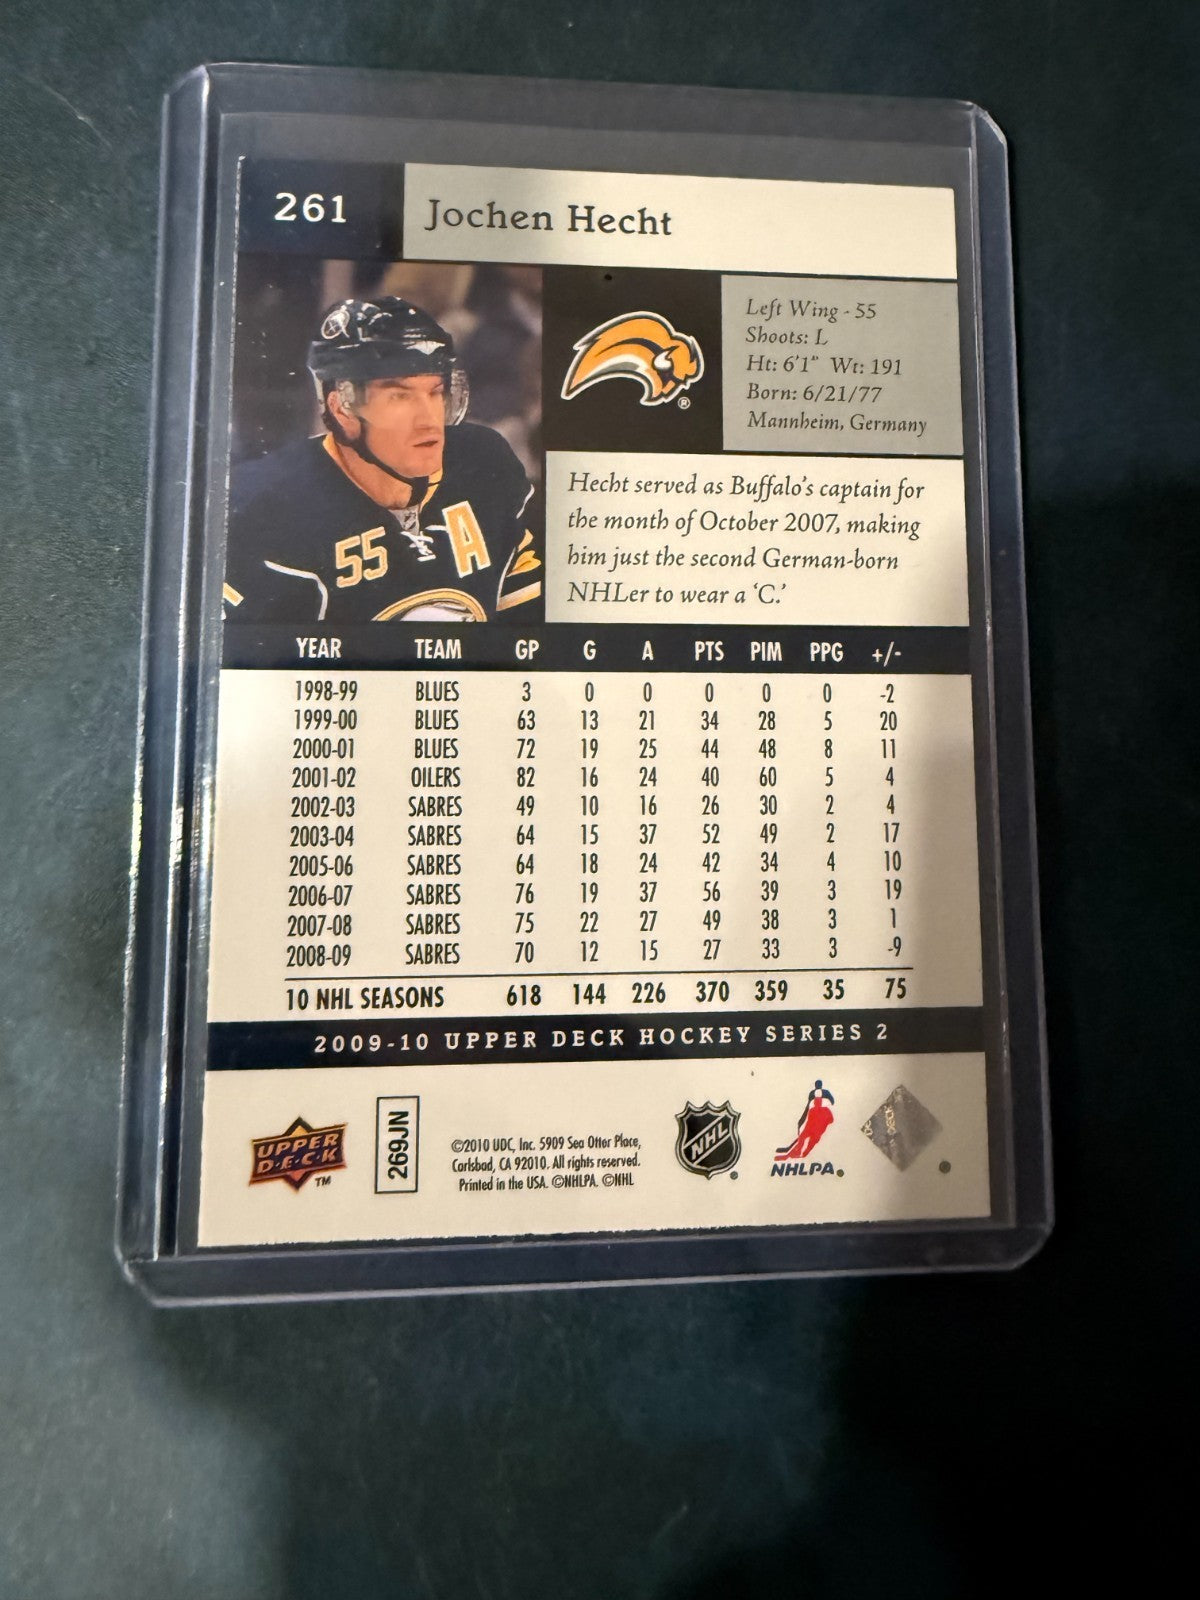 261
Jochen Hecht
Left Wing - 55
Shoots: L
Ht: 6'1" Wt: 191
Born: 6/21/77
Mannheim, Germany
®
Hecht served as Buffalo's captain for
the month of October 2007, making
him just the second German-born
NHLer to wear a 'C.'
55 A
YEAR TEAM GP G A PTS PIM PPG +/-
1998-99 BLUES 3 0 0 0 0 0 -2
1999-00 BLUES 63 13 21 34 28 5 20
2000-01 BLUES 72 19 25 44 48 8 11
2001-02 OILERS 82 16 24 40 60 5 4
2002-03 SABRES 49 10 16 26 30 2 4
2003-04 SABRES 64 15 37 52 49 2 17
2005-06 SABRES 64 18 24 42 34 4 10
2006-07 SABRES 76 19 37 56 39 3 19
2007-08 SABRES 75 22 27 49 38 3 1
2008-09 SABRES 70 12 15 27 33 3 -9
10 NHL SEASONS 618 144 226 370 359 35 75
2009-10 UPPER DECK HOCKEY SERIES 2
UPPER
D·E·C·K
TM
269JN
©2010 UDC, Inc. 5909 Sea Otter Place,
Carlsbad, CA 92010. All rights reserved.
Printed in the USA. ©NHLPA. ©NHL
NHL
NHLPA